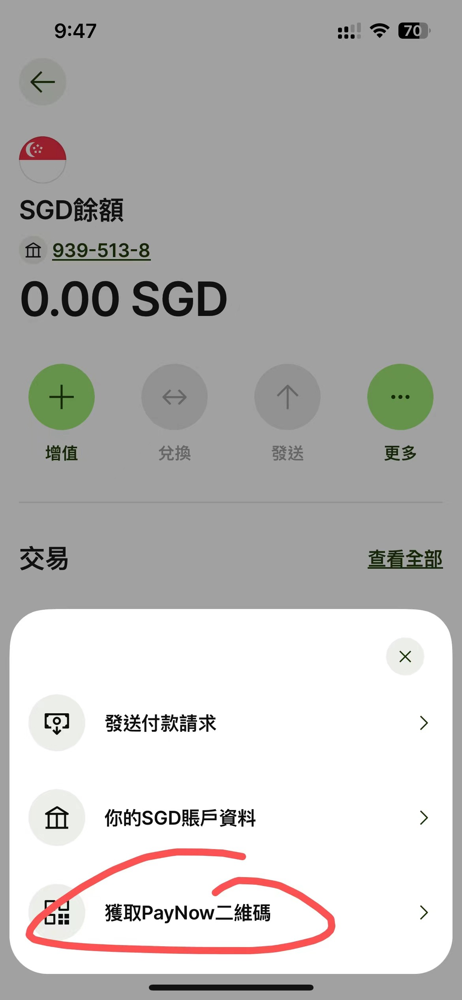 9:47
70
SGD餘額
939-513-8
0.00 SGD
增值
兌換
發送
更多
交易
查看全部
發送付款請求
你的SGD賬戶資料
獲取PayNow二維碼